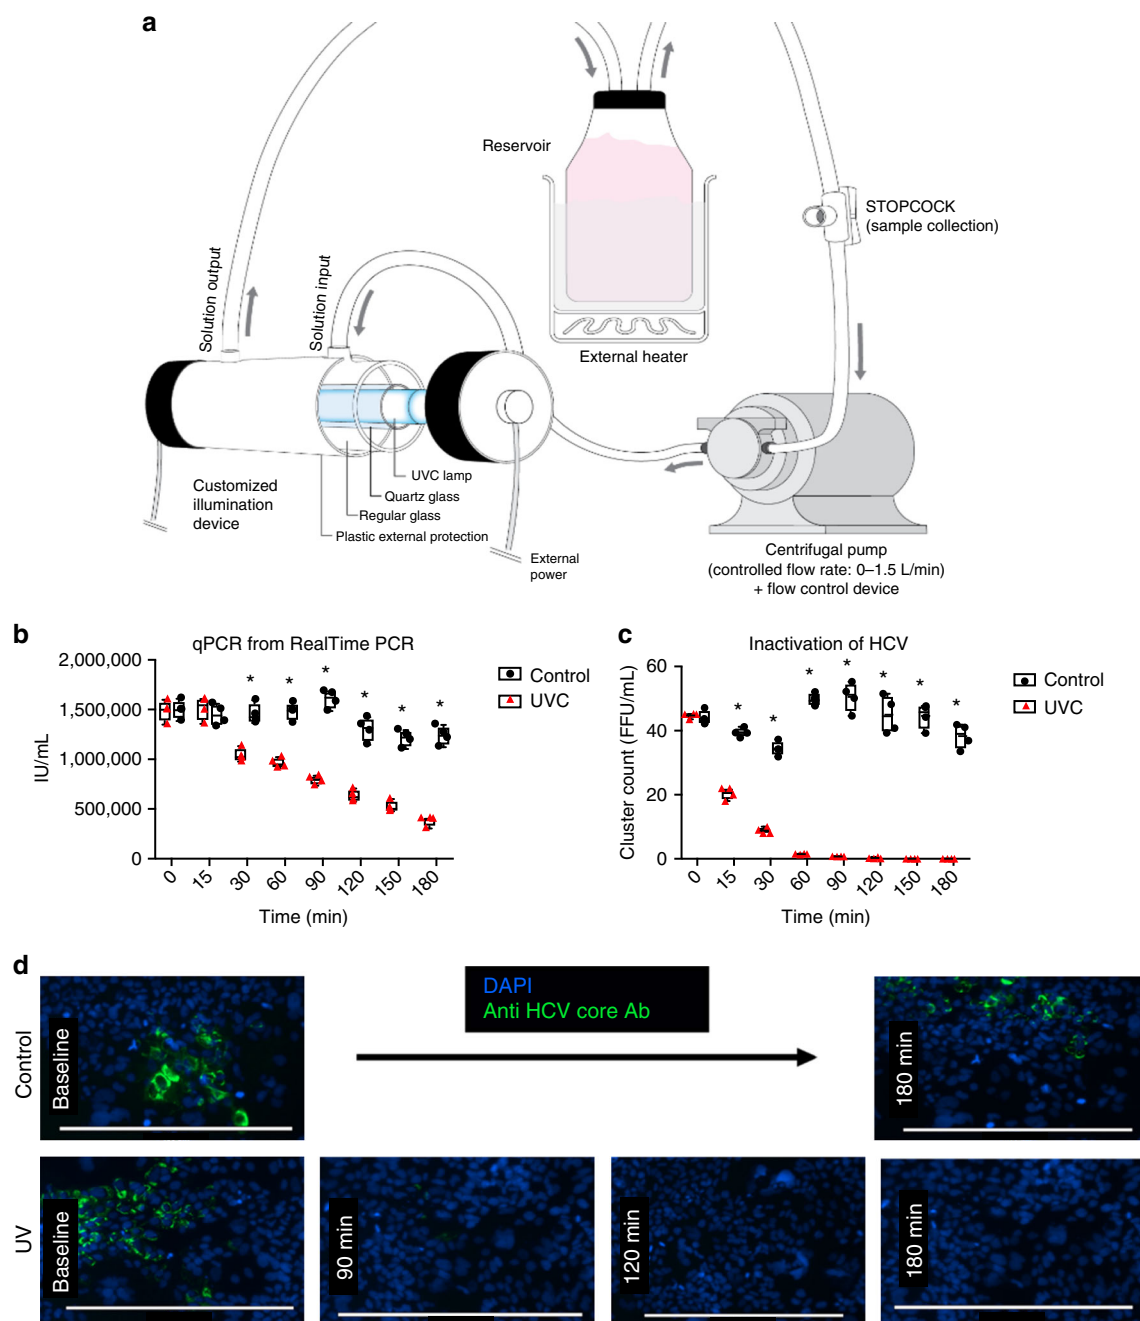 a
Reservoir
STOPCOCK
(sample collection)
Solution output
Solution input
External heater
UVC lamp
Quartz glass
Regular glass
Plastic external protection
Customized
illumination
device
External
power
Centrifugal pump
(controlled flow rate: 0–1.5 L/min)
+ flow control device
b
qPCR from RealTime PCR
2,000,000
1,500,000
1,000,000
500,000
0
IU/mL
* * * * * *
Control
UVC
0 15 30 60 90 120 150 180
Time (min)
c
Inactivation of HCV
60
40
20
0
Cluster count (FFU/mL)
* * * * * * *
Control
UVC
0 15 30 60 90 120 150 180
Time (min)
d
DAPI
Anti HCV core Ab
Control
Baseline
180 min
UV
Baseline
90 min
120 min
180 min